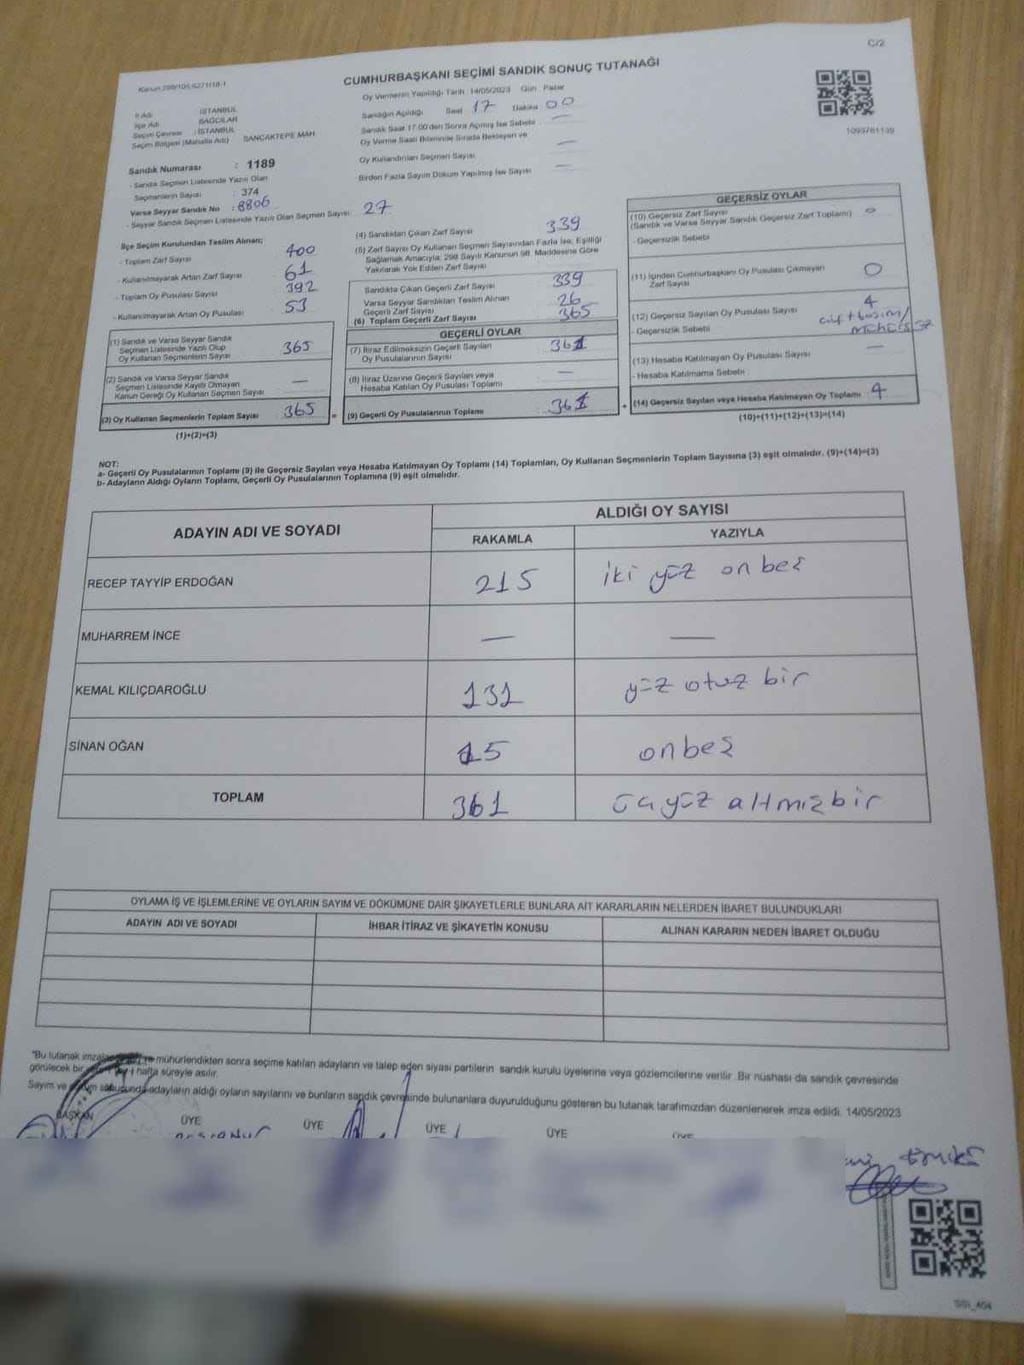 C/2
Kanun 298/105,6271/18-1
CUMHURBAŞKANI SEÇİMİ SANDIK SONUÇ TUTANAĞI
Oy Vermenin Yapıldığı Tarih 14/05/2023 Gün Pazar
İl Adı İSTANBUL
İlçe Adı BAĞCILAR
Seçim Çevresi : İSTANBUL
Seçim Bölgesi (Mahalle Adı) SANCAKTEPE MAH.
Sandığın Açıldığı Saat 17 Dakika 00
Sandık Saat 17:00'den Sonra Açılmış İse Sebebi —
Oy Verme Saati Bitiminde Sırada Bekleyen ve
Oy Kullandırılan Seçmen Sayısı —
Birden Fazla Sayım Döküm Yapılmış İse Sayısı —
1093781139
Sandık Numarası : 1189
- Sandık Seçmen Listesinde Yazılı Olan
Seçmenlerin Sayısı : 374
Varsa Seyyar Sandık No : 8806
- Seyyar Sandık Seçmen Listesinde Yazılı Olan Seçmen Sayısı 27
İlçe Seçim Kurulundan Teslim Alınan;
- Toplam Zarf Sayısı 400
- Kullanılmayarak Artan Zarf Sayısı 61
- Toplam Oy Pusulası Sayısı 392
- Kullanılmayarak Artan Oy Pusulası 53
(1) Sandık ve Varsa Seyyar Sandık
Seçmen Listesinde Yazılı Olup
Oy Kullanan Seçmenlerin Sayısı 365
(2) Sandık ve Varsa Seyyar Sandık
Seçmen Listesinde Kayıtlı Olmayan
Kanun Gereği Oy Kullanan Seçmen Sayısı —
(3) Oy Kullanan Seçmenlerin Toplam Sayısı 365
(1)+(2)=(3)
(4) Sandıktan Çıkan Zarf Sayısı 339
(5) Zarf Sayısı Oy Kullanan Seçmen Sayısından Fazla İse, Eşitliği
Sağlamak Amacıyla; 298 Sayılı Kanunun 98. Maddesine Göre
Yakılarak Yok Edilen Zarf Sayısı
Sandıkta Çıkan Geçerli Zarf Sayısı 339
Varsa Seyyar Sandıktan Teslim Alınan
Geçerli Zarf Sayısı 26
(6) Toplam Geçerli Zarf Sayısı 365
GEÇERLİ OYLAR
(7) İtiraz Edilmeksizin Geçerli Sayılan
Oy Pusulalarının Sayısı 361
(8) İtiraz Üzerine Geçerli Sayılan veya
Hesaba Katılan Oy Pusulası Toplamı —
= (9) Geçerli Oy Pusulalarının Toplamı 361
GEÇERSİZ OYLAR
(10) Geçersiz Zarf Sayısı 0
(Sandık ve Varsa Seyyar Sandık Geçersiz Zarf Toplamı)
- Geçersizlik Sebebi
(11) İçinden Cumhurbaşkanı Oy Pusulası Çıkmayan
Zarf Sayısı 0
(12) Geçersiz Sayılan Oy Pusulası Sayısı 4
- Geçersizlik Sebebi çift basım/
mühürsüz
(13) Hesaba Katılmayan Oy Pusulası Sayısı —
- Hesaba Katılmama Sebebi
+ (14) Geçersiz Sayılan veya Hesaba Katılmayan Oy Toplamı 4
(10)+(11)+(12)+(13)=(14)
NOT:
a- Geçerli Oy Pusulalarının Toplamı (9) ile Geçersiz Sayılan veya Hesaba Katılmayan Oy Toplamı (14) Toplamları, Oy Kullanan Seçmenlerin Toplam Sayısına (3) eşit olmalıdır. (9)+(14)=(3)
b- Adayların Aldığı Oyların Toplamı, Geçerli Oy Pusulalarının Toplamına (9) eşit olmalıdır.
ADAYIN ADI VE SOYADI ALDIĞI OY SAYISI
RAKAMLA YAZIYLA
RECEP TAYYİP ERDOĞAN 215 iki yüz onbeş
MUHARREM İNCE — —
KEMAL KILIÇDAROĞLU 131 yüz otuz bir
SİNAN OĞAN 15 onbeş
TOPLAM 361 üçyüz altmışbir
OYLAMA İŞ VE İŞLEMLERİNE VE OYLARIN SAYIM VE DÖKÜMÜNE DAİR ŞİKAYETLERLE BUNLARA AİT KARARLARIN NELERDEN İBARET BULUNDUKLARI
ADAYIN ADI VE SOYADI İHBAR İTİRAZ VE ŞİKAYETİN KONUSU ALINAN KARARIN NEDEN İBARET OLDUĞU
"Bu tutanak mühürlendikten sonra seçime katılan adayların ve talep eden siyasi partilerin sandık kurulu üyelerine veya gözlemcilerine verilir. Bir nüshası da sandık çevresinde
görülecek bir hafta süreyle asılır.
Sayım ve sonucunda adayların aldığı oyların sayılarını ve bunların sandık çevresinde bulunanlara duyurulduğunu gösteren bu tutanak tarafımızdan düzenlenerek imza edildi. 14/05/2023
BAŞKAN ÜYE ÜYE ÜYE ÜYE ÜYE
SSI_404